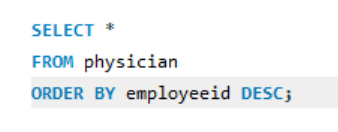 SELECT *
FROM physician
ORDER BY employeeid DESC;